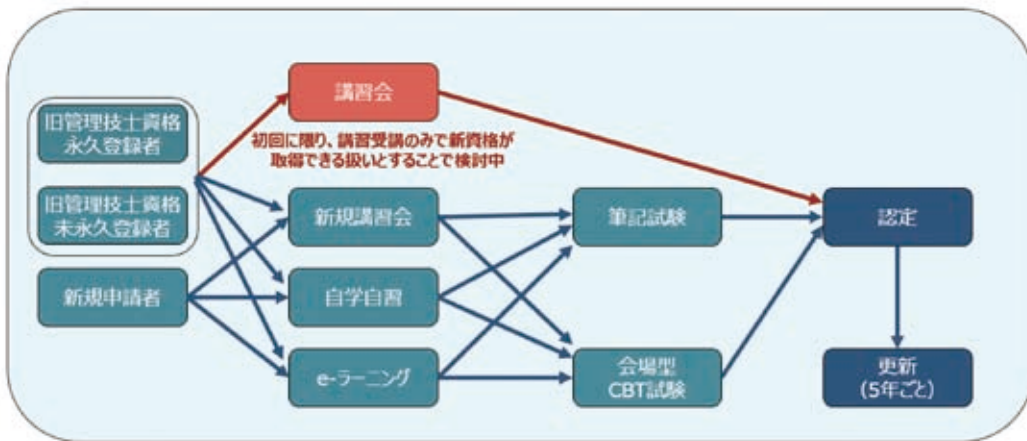 講習会
旧管理技士資格
永久登録者
初回に限り、講習受講のみで新資格が
取得できる扱いとすることで検討中
旧管理技士資格
未永久登録者
新規講習会
筆記試験
認定
新規申請者
自学自習
e-ラーニング
会場型
CBT試験
更新
(5年ごと)